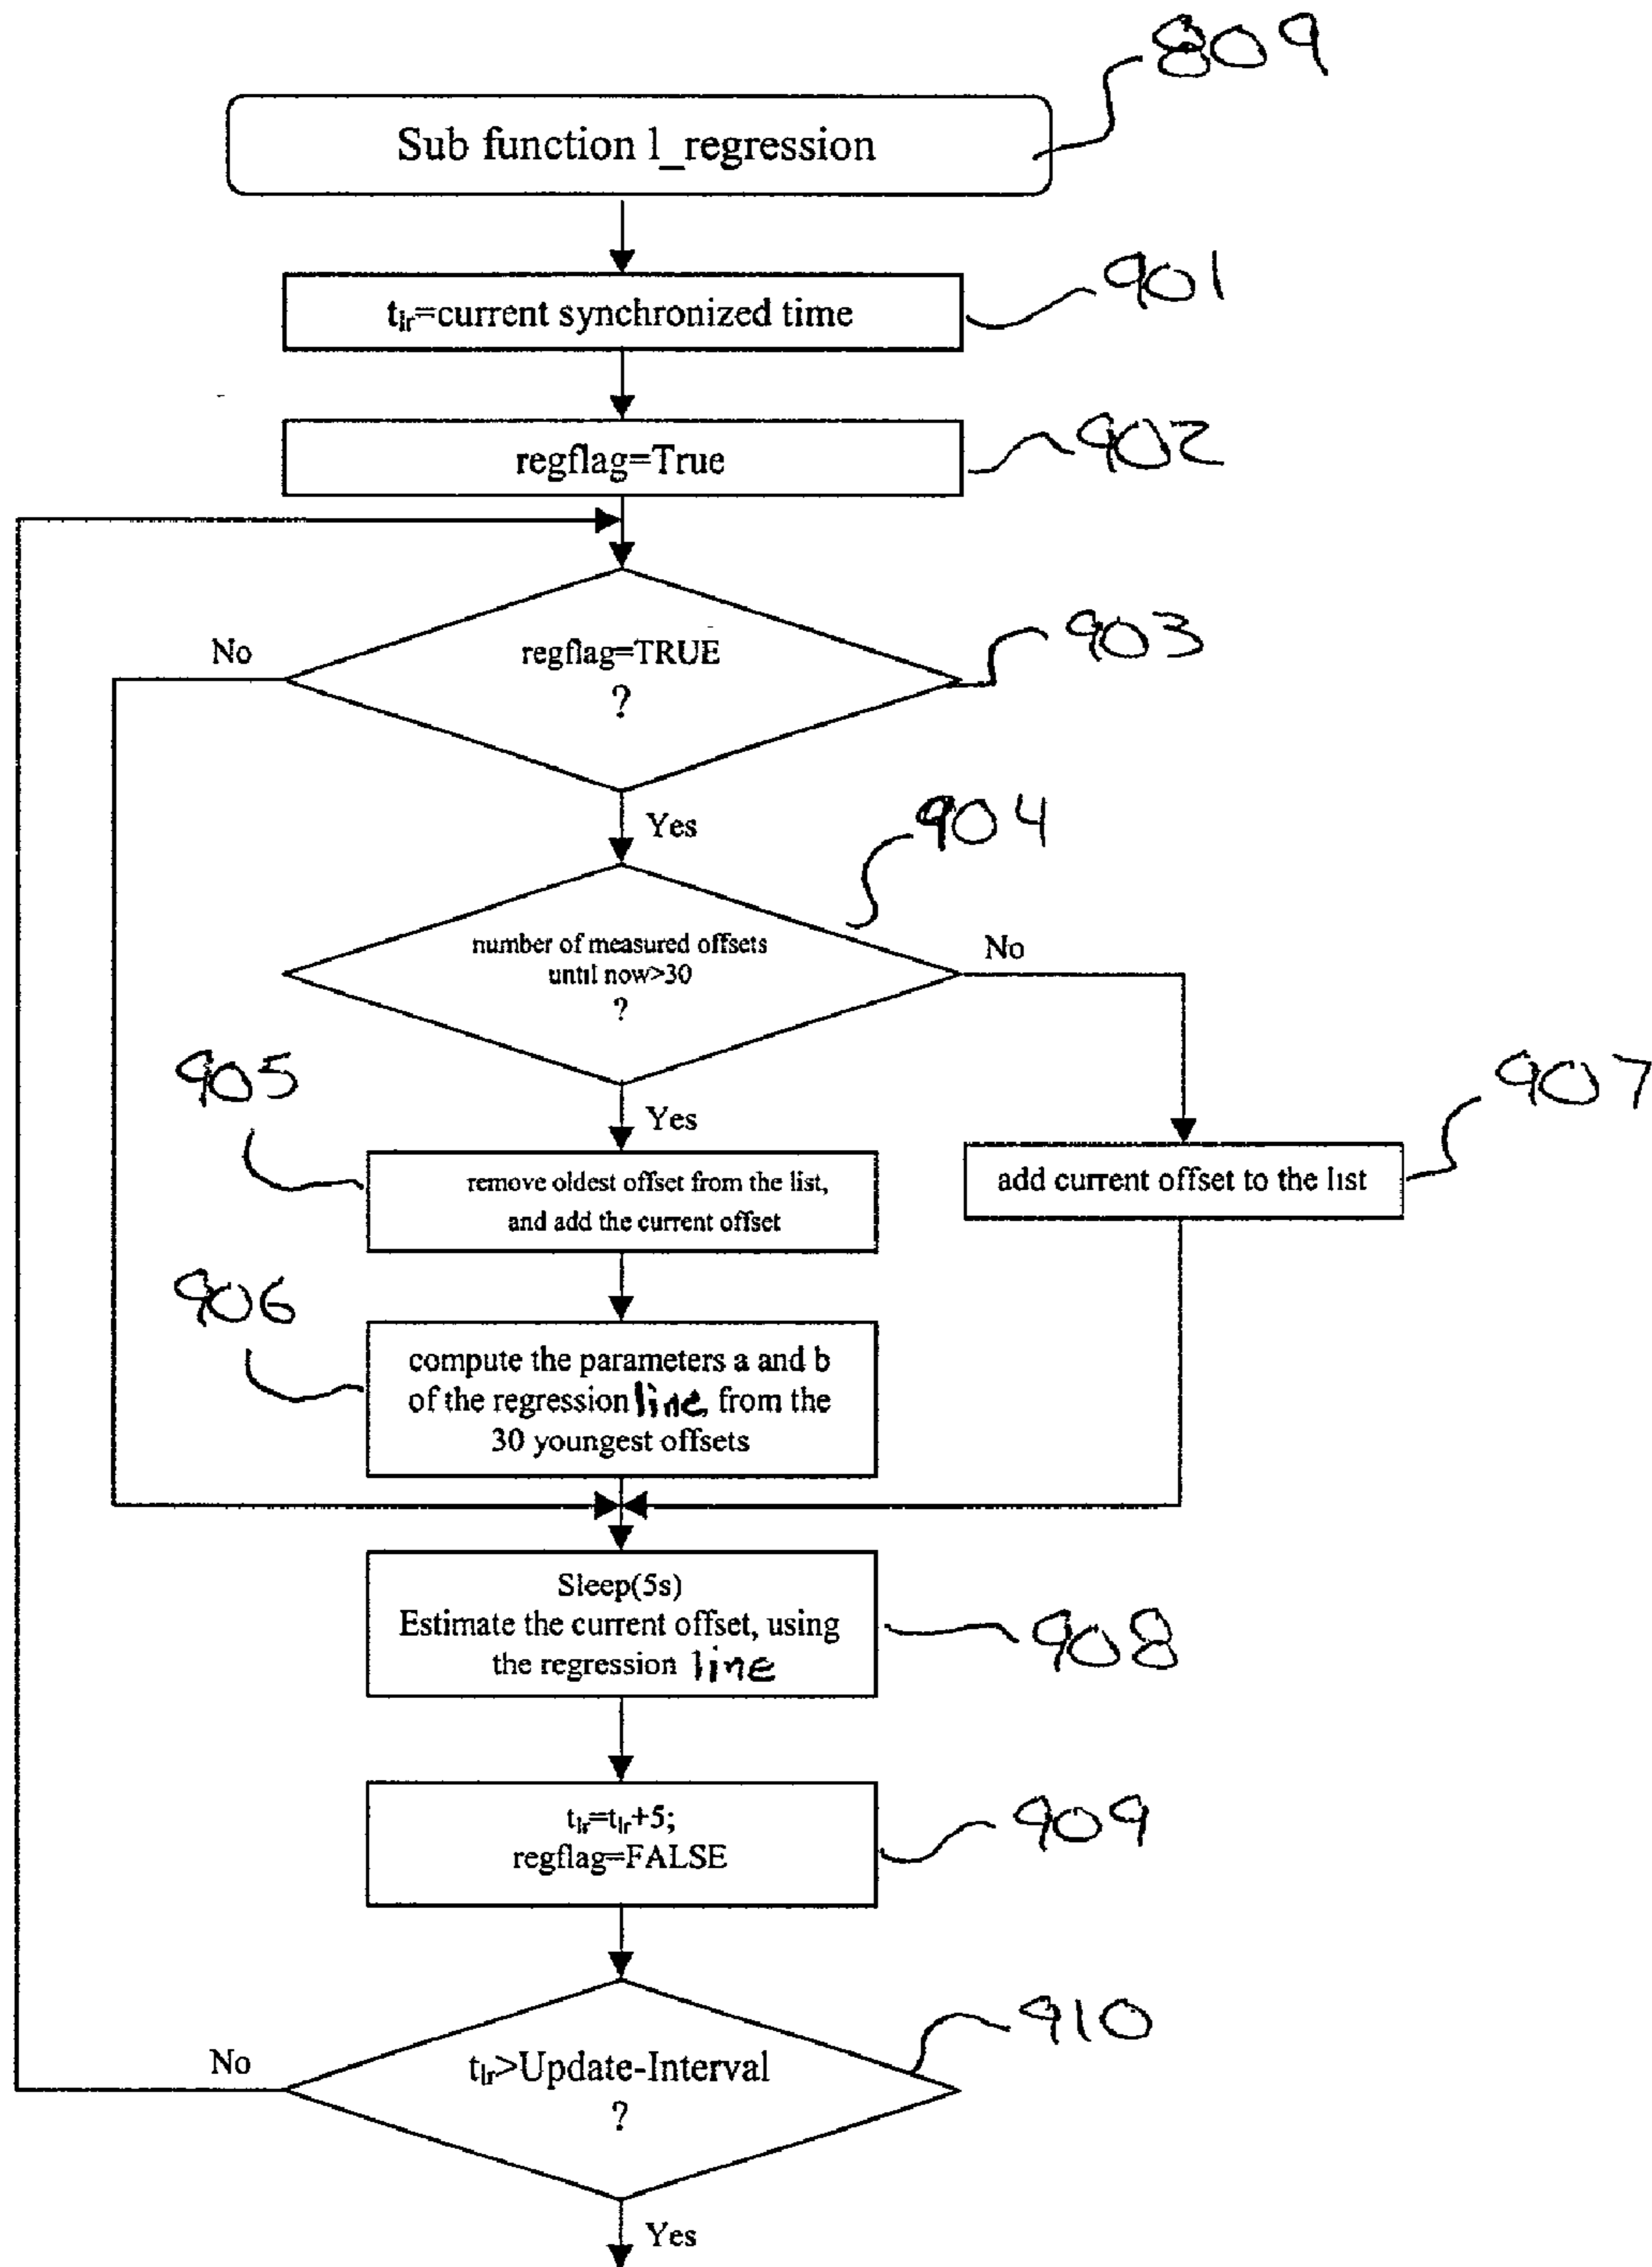 809
Sub function l_regression
901
tlr=current synchronized time
902
regflag=True
903
No
regflag=TRUE
?
Yes
904
number of measured offsets
until now>30
?
No
905
Yes
907
remove oldest offset from the list,
and add the current offset
add current offset to the list
906
compute the parameters a and b
of the regression line, from the
30 youngest offsets
Sleep(5s)
Estimate the current offset, using
the regression line
908
tlr=tlr+5;
regflag=FALSE
909
910
No
tlr>Update-Interval
?
Yes